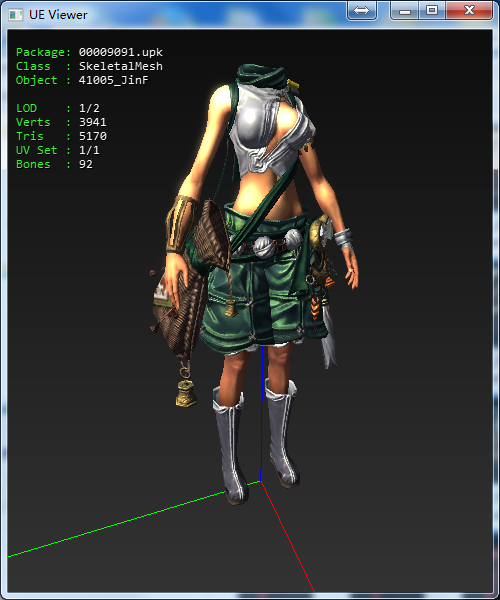 UE Viewer
Package: 00009091.upk
Class : SkeletalMesh
Object : 41005_JinF
LOD : 1/2
Verts : 3941
Tris : 5170
UV Set : 1/1
Bones : 92